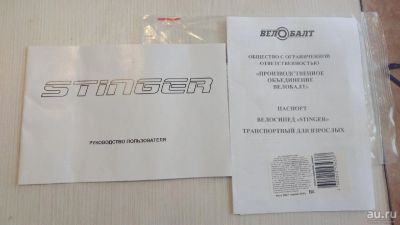 STINGER
РУКОВОДСТВО ПОЛЬЗОВАТЕЛЯ
ВЕЛОБАЛТ
ОБЩЕСТВО С ОГРАНИЧЕННОЙ
ОТВЕТСТВЕННОСТЬЮ
«ПРОИЗВОДСТВЕННОЕ
ОБЪЕДИНЕНИЕ
ВЕЛОБАЛТ»
ПАСПОРТ
ВЕЛОСИПЕД «STINGER»
ТРАНСПОРТНЫЙ ДЛЯ ВЗРОСЛЫХ
au.ru